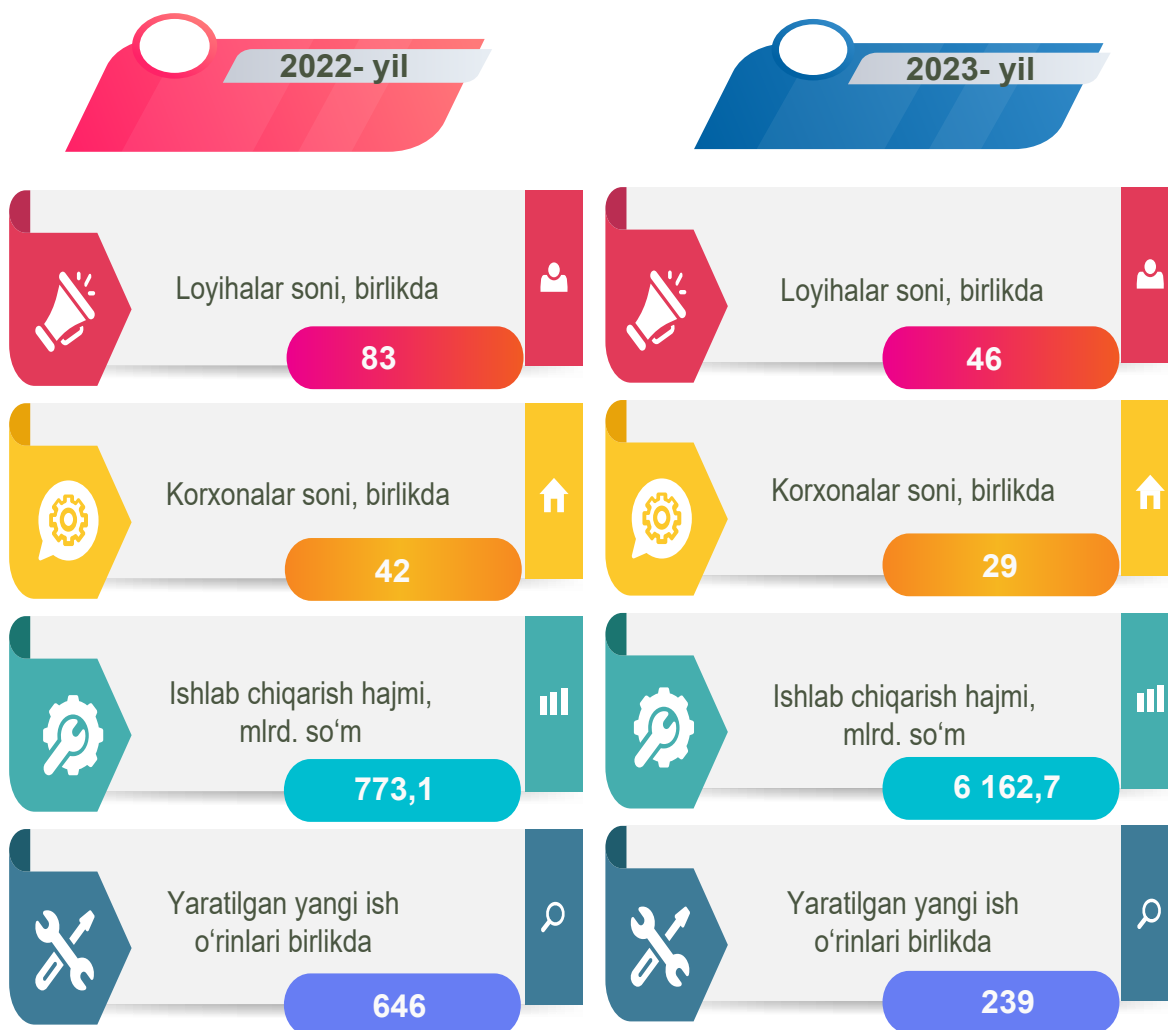 2022- yil
Loyihalar soni, birlikda
83
Korxonalar soni, birlikda
42
Ishlab chiqarish hajmi,
mlrd. so‘m
773,1
Yaratilgan yangi ish
o‘rinlari birlikda
646
2023- yil
Loyihalar soni, birlikda
46
Korxonalar soni, birlikda
29
Ishlab chiqarish hajmi,
mlrd. so‘m
6 162,7
Yaratilgan yangi ish
o‘rinlari birlikda
239